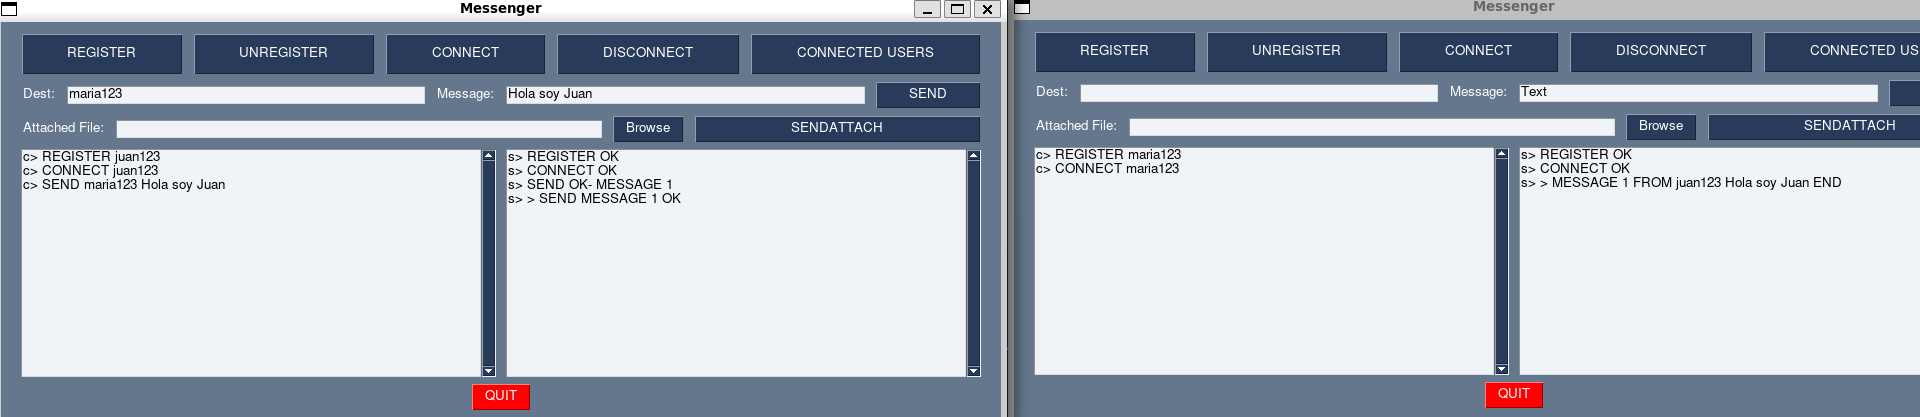 Messenger
REGISTER UNREGISTER CONNECT DISCONNECT CONNECTED USERS
Dest: maria123 Message: Hola soy Juan SEND
Attached File: Browse SENDATTACH
c> REGISTER juan123
c> CONNECT juan123
c> SEND maria123 Hola soy Juan
s> REGISTER OK
s> CONNECT OK
s> SEND OK- MESSAGE 1
s> > SEND MESSAGE 1 OK
QUIT
Messenger
REGISTER UNREGISTER CONNECT DISCONNECT CONNECTED US
Dest: Message: Text
Attached File: Browse SENDATTACH
c> REGISTER maria123
c> CONNECT maria123
s> REGISTER OK
s> CONNECT OK
s> > MESSAGE 1 FROM juan123 Hola soy Juan END
QUIT